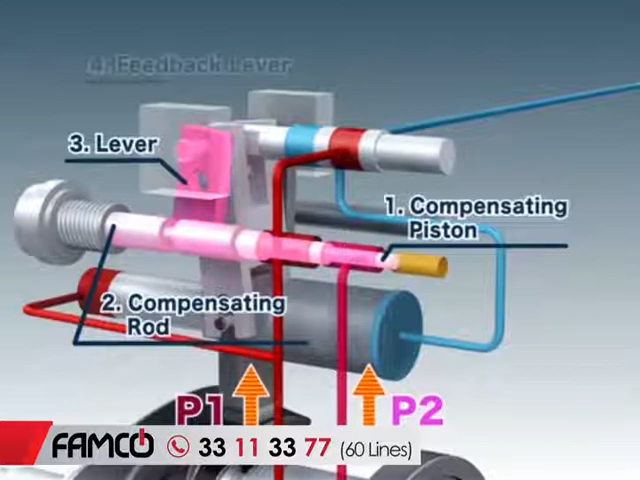 4. Feedback Lever
3. Lever
1. Compensating
Piston
2. Compensating
Rod
P1
P2
FAMCO 33 11 33 77 (60 Lines)